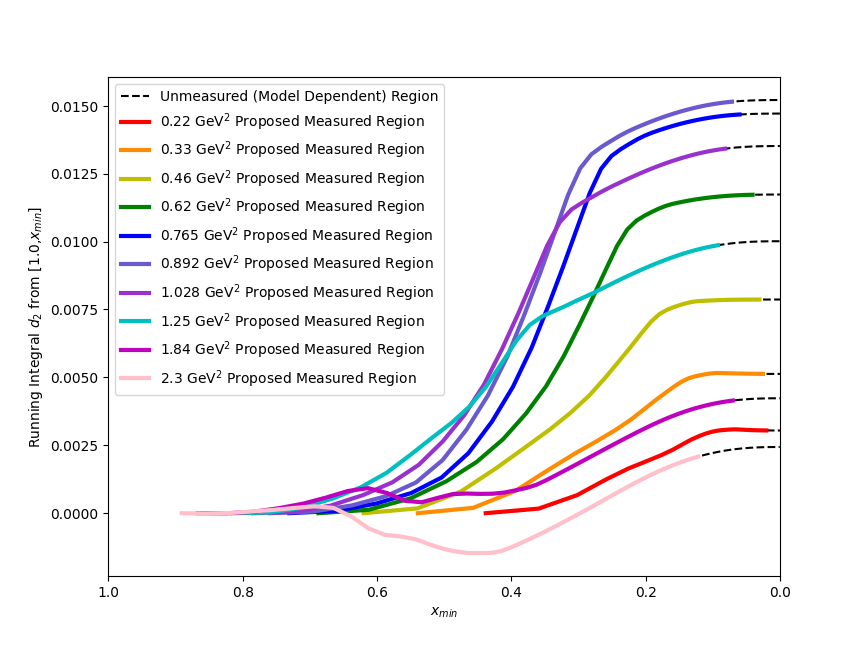 Unmeasured (Model Dependent) Region
0.22 GeV² Proposed Measured Region
0.33 GeV² Proposed Measured Region
0.46 GeV² Proposed Measured Region
0.62 GeV² Proposed Measured Region
0.765 GeV² Proposed Measured Region
0.892 GeV² Proposed Measured Region
1.028 GeV² Proposed Measured Region
1.25 GeV² Proposed Measured Region
1.84 GeV² Proposed Measured Region
2.3 GeV² Proposed Measured Region
Running Integral d₂ from [1.0,xₘᵢₙ]
0.0150
0.0125
0.0100
0.0075
0.0050
0.0025
0.0000
1.0 0.8 0.6 0.4 0.2 0.0
xₘᵢₙ